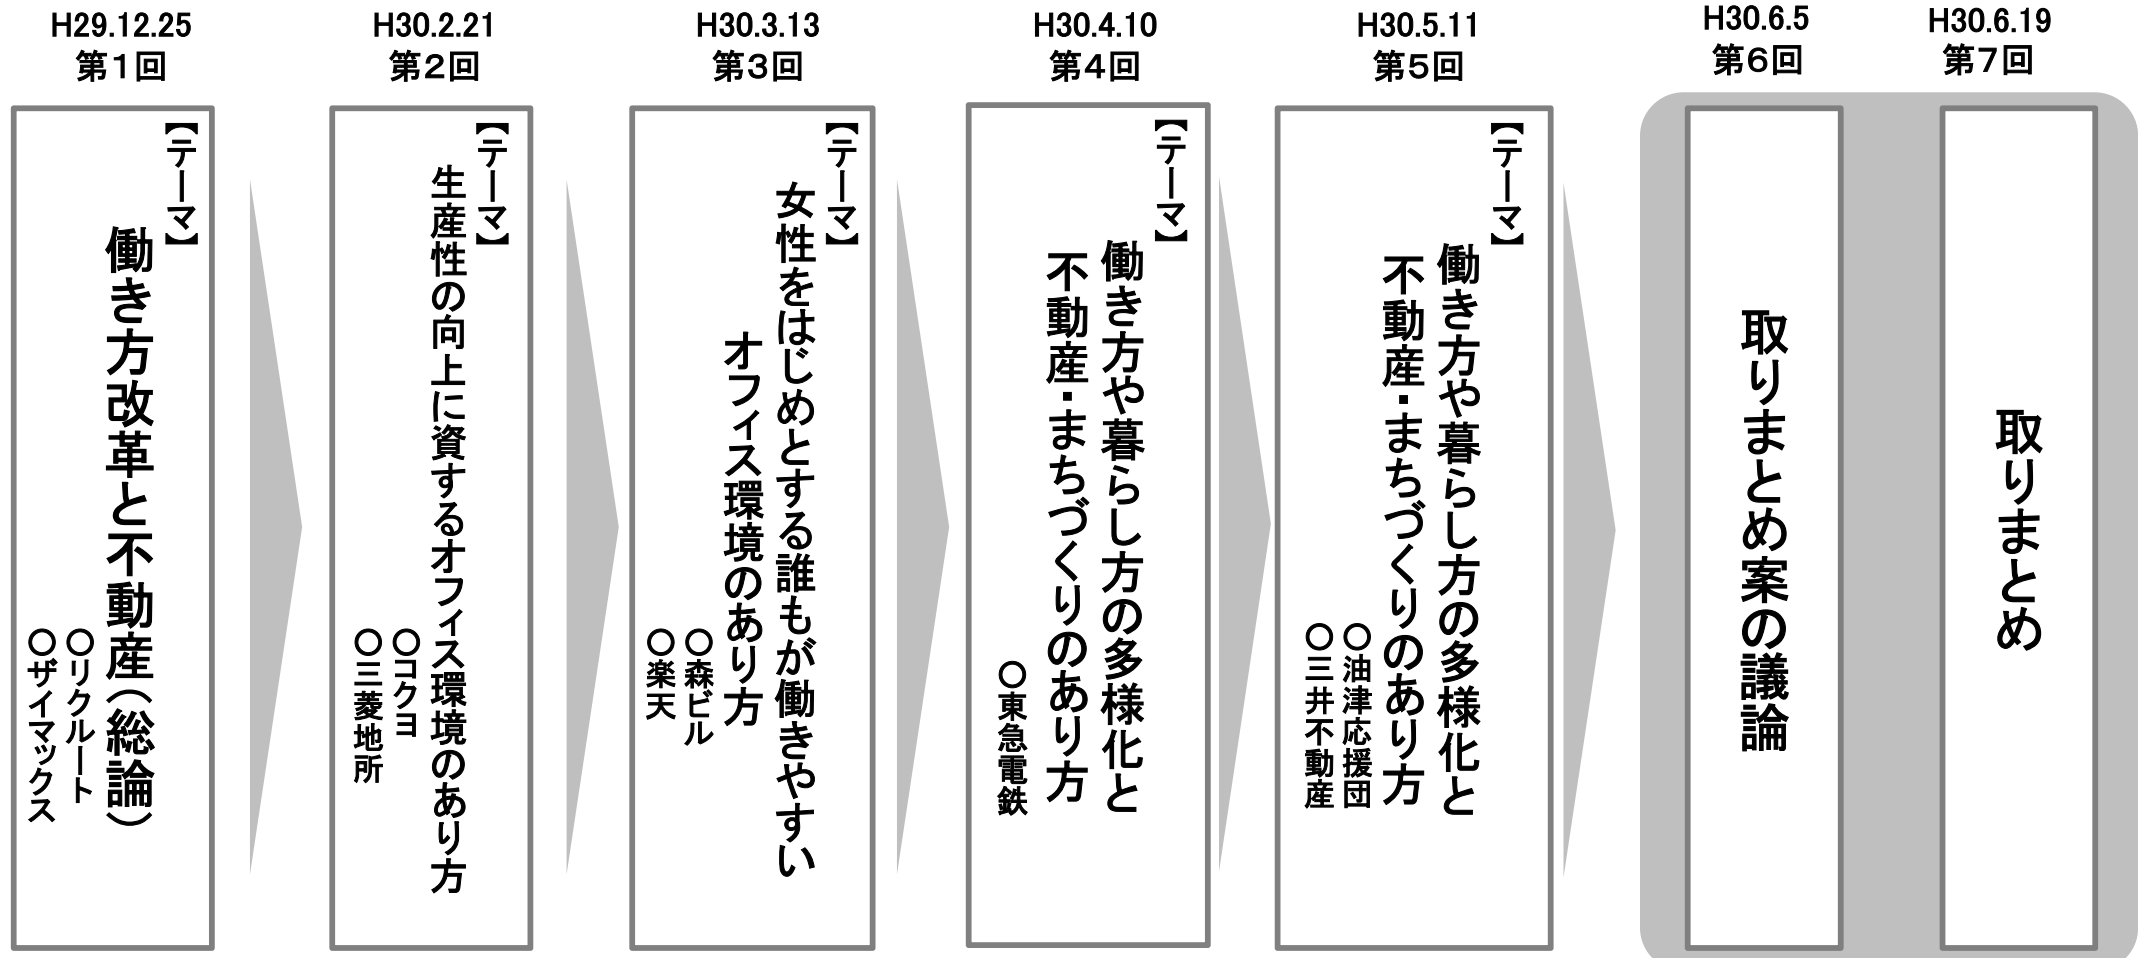 H29.12.25
第1回
【テーマ】
働き方改革と不動産（総論）
○リクルート
○ザイマックス
H30.2.21
第2回
【テーマ】
生産性の向上に資するオフィス環境のあり方
○コクヨ
○三菱地所
H30.3.13
第3回
【テーマ】
女性をはじめとする誰もが働きやすい
オフィス環境のあり方
○森ビル
○楽天
H30.4.10
第4回
【テーマ】
働き方や暮らし方の多様化と
不動産・まちづくりのあり方
○東急電鉄
H30.5.11
第5回
【テーマ】
働き方や暮らし方の多様化と
不動産・まちづくりのあり方
○油津応援団
○三井不動産
H30.6.5
第6回
取りまとめ案の議論
H30.6.19
第7回
取りまとめ